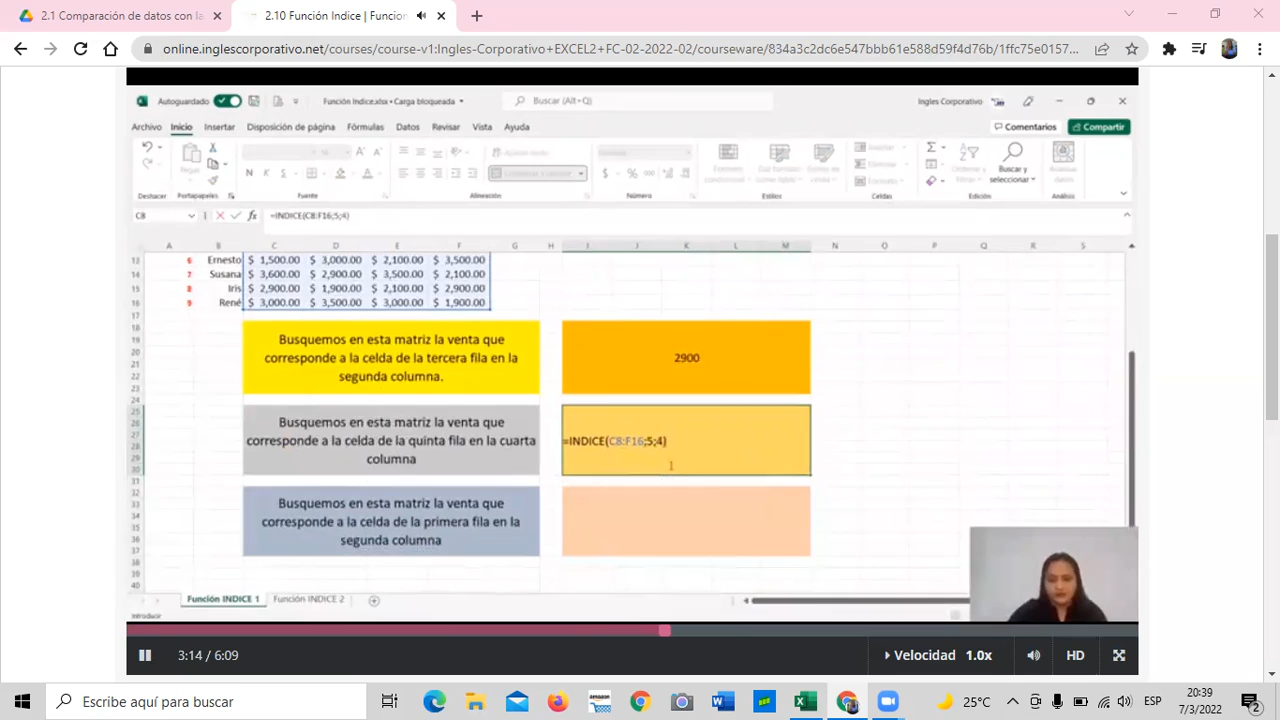 2.1 Comparación de datos con la
2.10 Función Indice | Funcion
online.inglescorporativo.net/courses/course-v1:Ingles-Corporativo+EXCEL2+FC-02-2022-02/courseware/834a3c2dc6e547bbb61e588d59f4d76b/1ffc75e0157...
Autoguardado
Función Indice.xlsx • Carga bloqueada
Buscar (Alt+Q)
Ingles Corporativo
Archivo Inicio Insertar Disposición de página Fórmulas Datos Revisar Vista Ayuda
Comentarios Compartir
Buscar y
seleccionar
Deshacer Portapapeles Fuente Alineación Número Estilos Celdas Edición Análisis
C8 fx =INDICE(C8:F16;5;4)
A B C D E F G H I J K L M N O P Q R S
13 6 Ernesto $ 1,500.00 $ 3,000.00 $ 2,100.00 $ 3,500.00
14 7 Susana $ 3,600.00 $ 2,900.00 $ 3,500.00 $ 2,100.00
15 8 Iris $ 2,900.00 $ 1,900.00 $ 2,100.00 $ 2,900.00
16 9 René $ 3,000.00 $ 3,500.00 $ 3,000.00 $ 1,900.00
17
18
19
20
21
22
23
24
25
26
27
28
29
30
31
32
33
34
35
36
37
38
39
40
Busquemos en esta matriz la venta que
corresponde a la celda de la tercera fila en la
segunda columna.
2900
Busquemos en esta matriz la venta que
corresponde a la celda de la quinta fila en la cuarta
columna
=INDICE(C8:F16;5;4)
Busquemos en esta matriz la venta que
corresponde a la celda de la primera fila en la
segunda columna
Función INDICE 1 Función INDICE 2
Introducir
3:14 / 6:09
Velocidad 1.0x
HD
Escribe aquí para buscar
amazon
25°C
ESP
20:39
7/3/2022
2